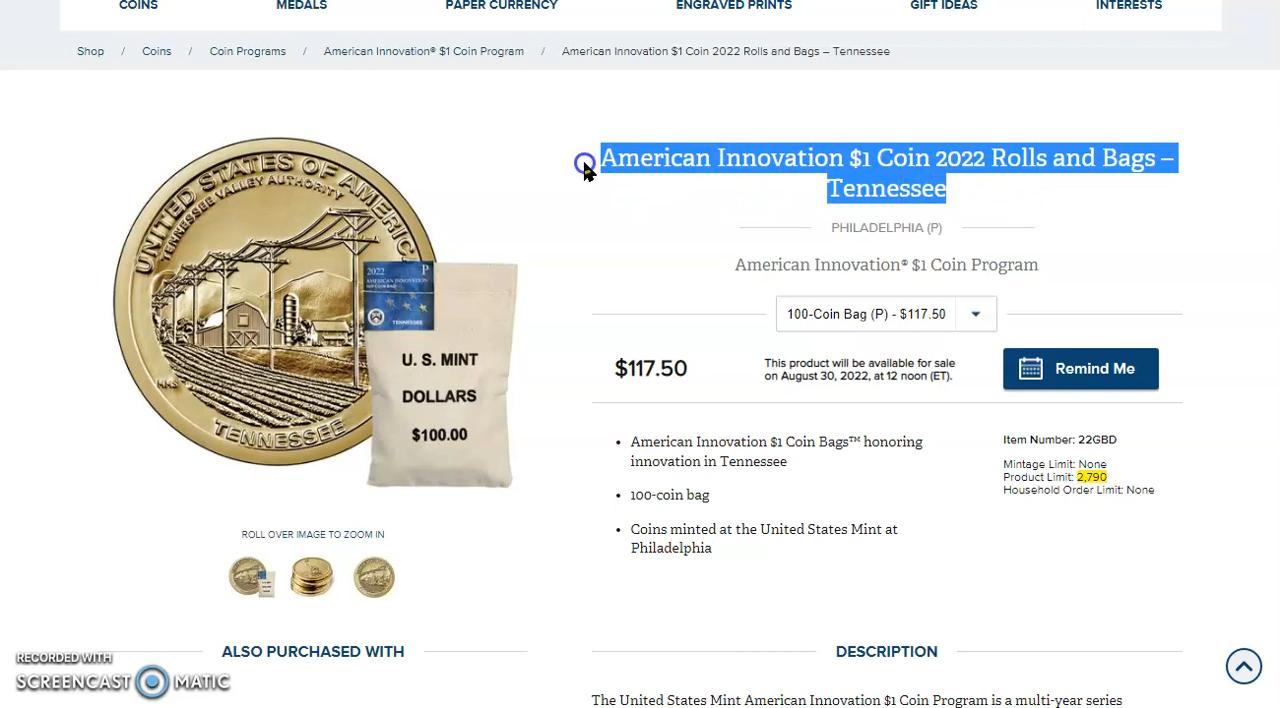 COINS MEDALS PAPER CURRENCY ENGRAVED PRINTS GIFT IDEAS INTERESTS
Shop / Coins / Coin Programs / American Innovation® $1 Coin Program / American Innovation $1 Coin 2022 Rolls and Bags – Tennessee
UNITED STATES OF AMERICA
TENNESSEE VALLEY AUTHORITY
TENNESSEE
2022 P
AMERICAN INNOVATION
TENNESSEE
U. S. MINT
DOLLARS
$100.00
American Innovation $1 Coin 2022 Rolls and Bags –
Tennessee
PHILADELPHIA (P)
American Innovation® $1 Coin Program
100-Coin Bag (P) - $117.50
$117.50
This product will be available for sale
on August 30, 2022, at 12 noon (ET).
Remind Me
• American Innovation $1 Coin Bags™ honoring
innovation in Tennessee
• 100-coin bag
• Coins minted at the United States Mint at
Philadelphia
Item Number: 22GBD
Mintage Limit: None
Product Limit: 2,790
Household Order Limit: None
ROLL OVER IMAGE TO ZOOM IN
ALSO PURCHASED WITH
DESCRIPTION
The United States Mint American Innovation $1 Coin Program is a multi-year series
RECORDED WITH
SCREENCAST MATIC